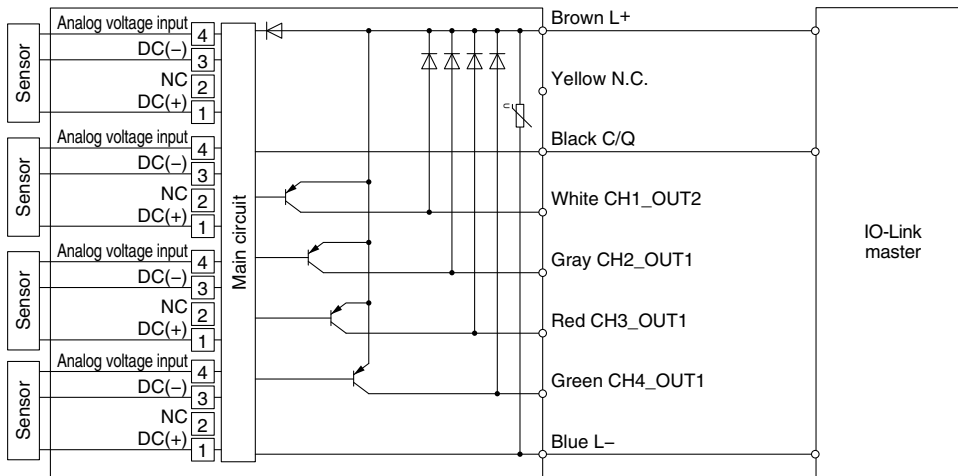 Sensor
Analog voltage input 4
DC(−) 3
NC 2
DC(+) 1
Sensor
Analog voltage input 4
DC(−) 3
NC 2
DC(+) 1
Sensor
Analog voltage input 4
DC(−) 3
NC 2
DC(+) 1
Sensor
Analog voltage input 4
DC(−) 3
NC 2
DC(+) 1
Main circuit
Brown L+
Yellow N.C.
Black C/Q
White CH1_OUT2
Gray CH2_OUT1
Red CH3_OUT1
Green CH4_OUT1
Blue L−
IO-Link
master